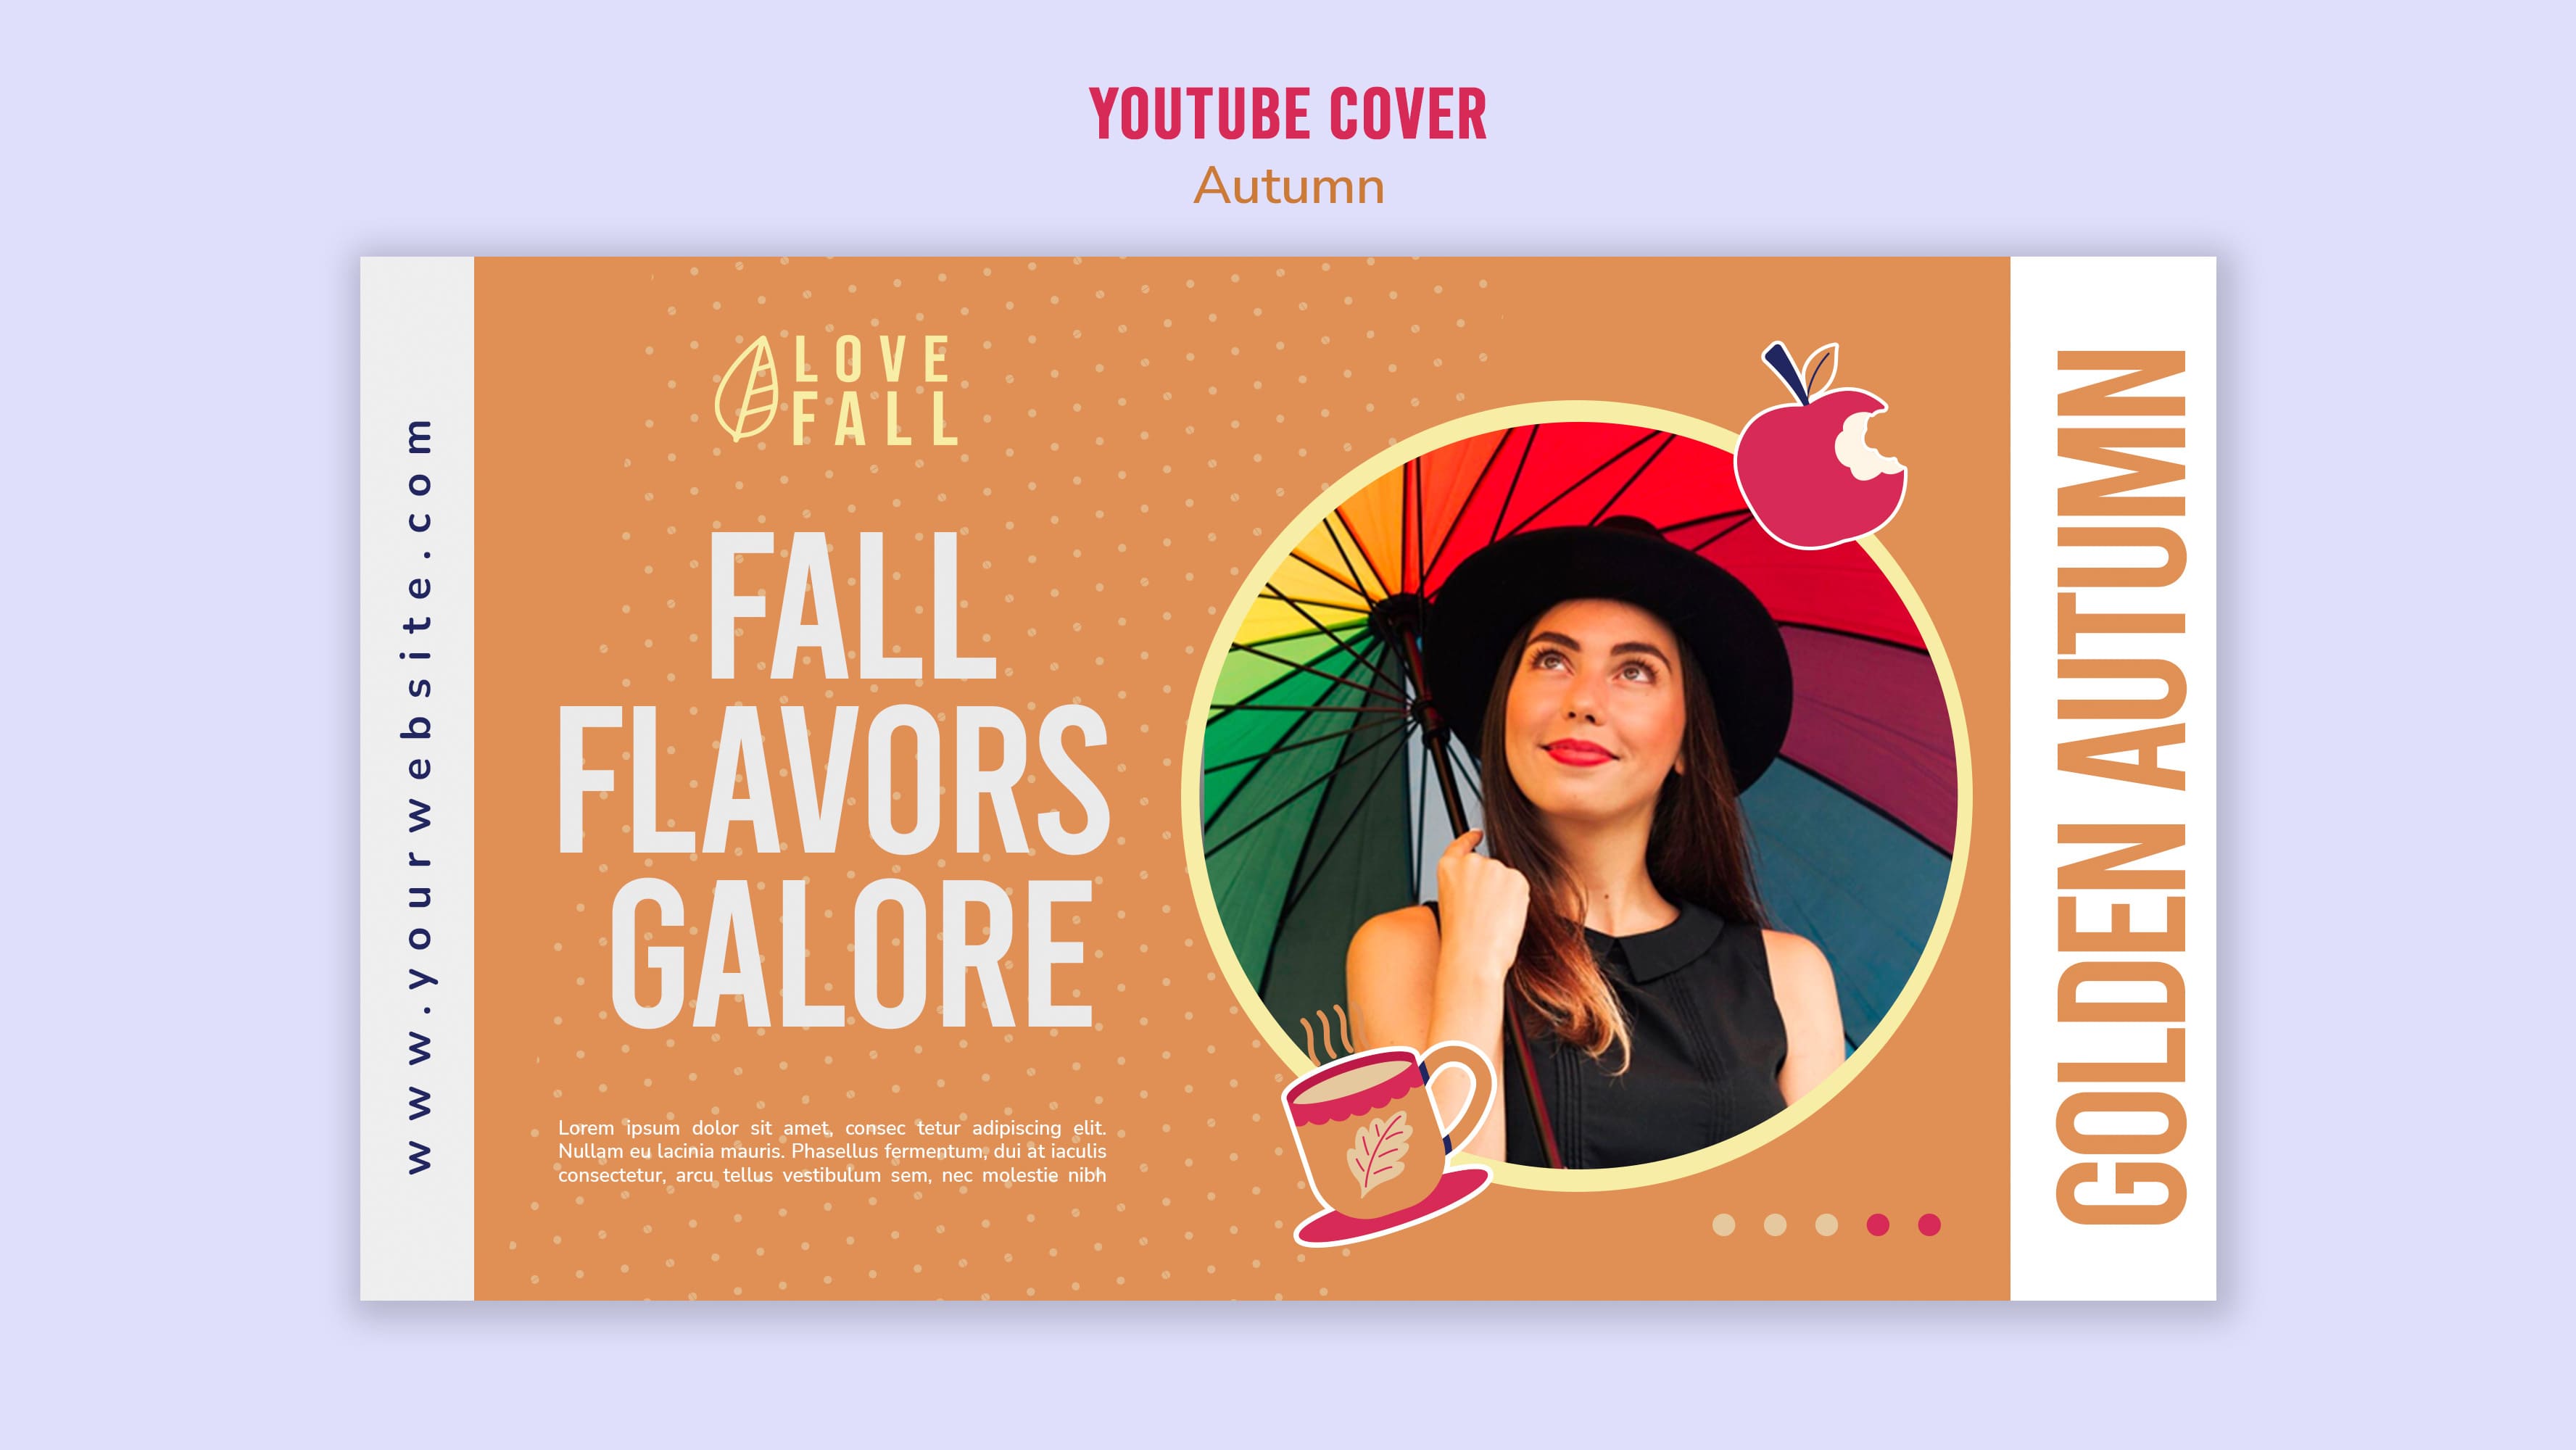 YOUTUBE COVER
Autumn
www.yourwebsite.com
LOVE
FALL
FALL
FLAVORS
GALORE
Lorem ipsum dolor sit amet, consec tetur adipiscing elit.
Nullam eu lacinia mauris. Phasellus fermentum, dui at iaculis
consectetur, arcu tellus vestibulum sem, nec molestie nibh
GOLDEN AUTUMN